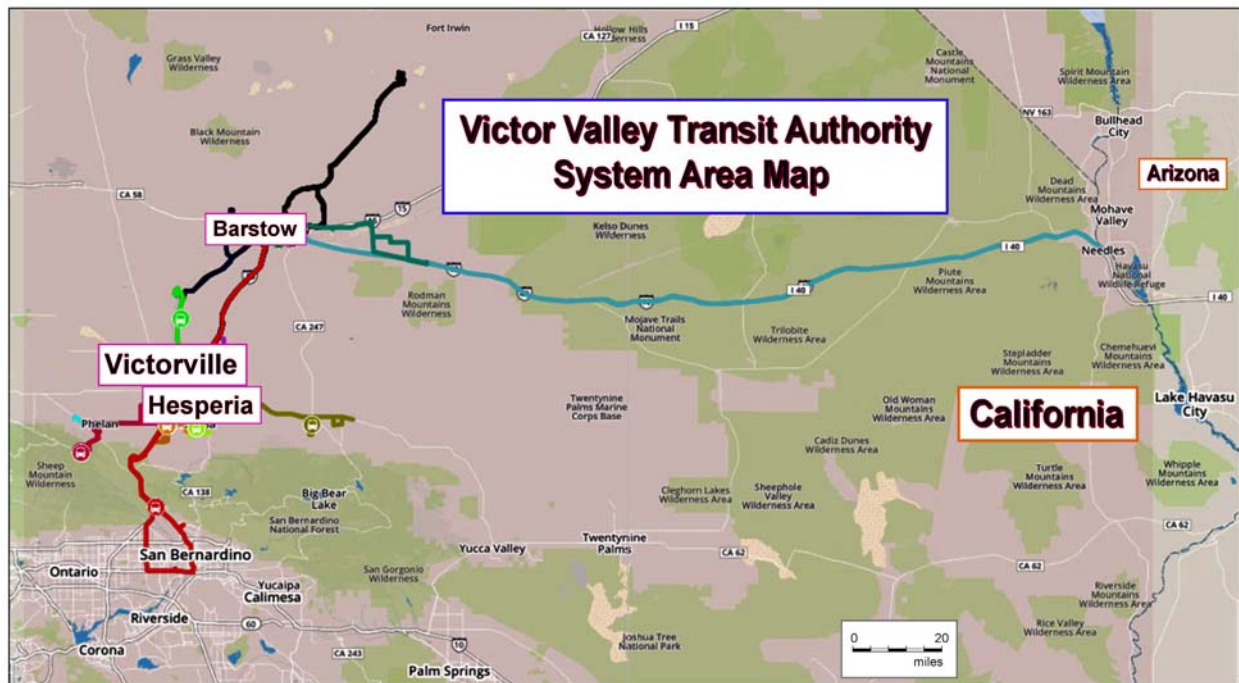 Fort Irwin
I 15
CA 127
Hollow Hills
Wilderness
Grass Valley
Wilderness
Castle
Mountains
National
Monument
Spirit Mountain
Wilderness Area
NV 163
Bullhead
City
Victor Valley Transit Authority
System Area Map
Black Mountain
Wilderness
Arizona
CA 58
15
Dead
Mountains
Wilderness Area
Mohave
Valley
Barstow
Kelso Dunes
Wilderness
Needles
I 40
Havasu
National
Wildlife Refuge
I 40
Piute
Mountains
Wilderness Area
I 40
Rodman
Mountains
Wilderness
CA 247
Mojave Trails
National
Monument
Trilobite
Wilderness Area
Stepladder
Mountains
Wilderness Area
Chemehuevi
Mountains
Wilderness Area
Victorville
Hesperia
Phelan
Twentynine
Palms Marine
Corps Base
Old Woman
Mountains
Wilderness Area
California
Lake Havasu
City
Cadiz Dunes
Wilderness Area
Sheep
Mountain
Wilderness
CA 138
Big Bear
Lake
San Bernardino
National Forest
Cleghorn Lakes
Wilderness Area
Sheephole
Valley
Wilderness Area
Turtle
Mountains
Wilderness Area
Whipple
Mountains
Wilderness Area
CA 62
San Bernardino
Ontario
Yucca Valley
Twentynine
Palms
CA 62
CA 62
San Gorgonio
Wilderness
Yucaipa
Calimesa
Riverside
Mountains
Wilderness Area
Riverside
60
Rice Valley
Wilderness Area
Corona
CA 243
10
Palm Springs
Joshua Tree
National Park
0 20
miles